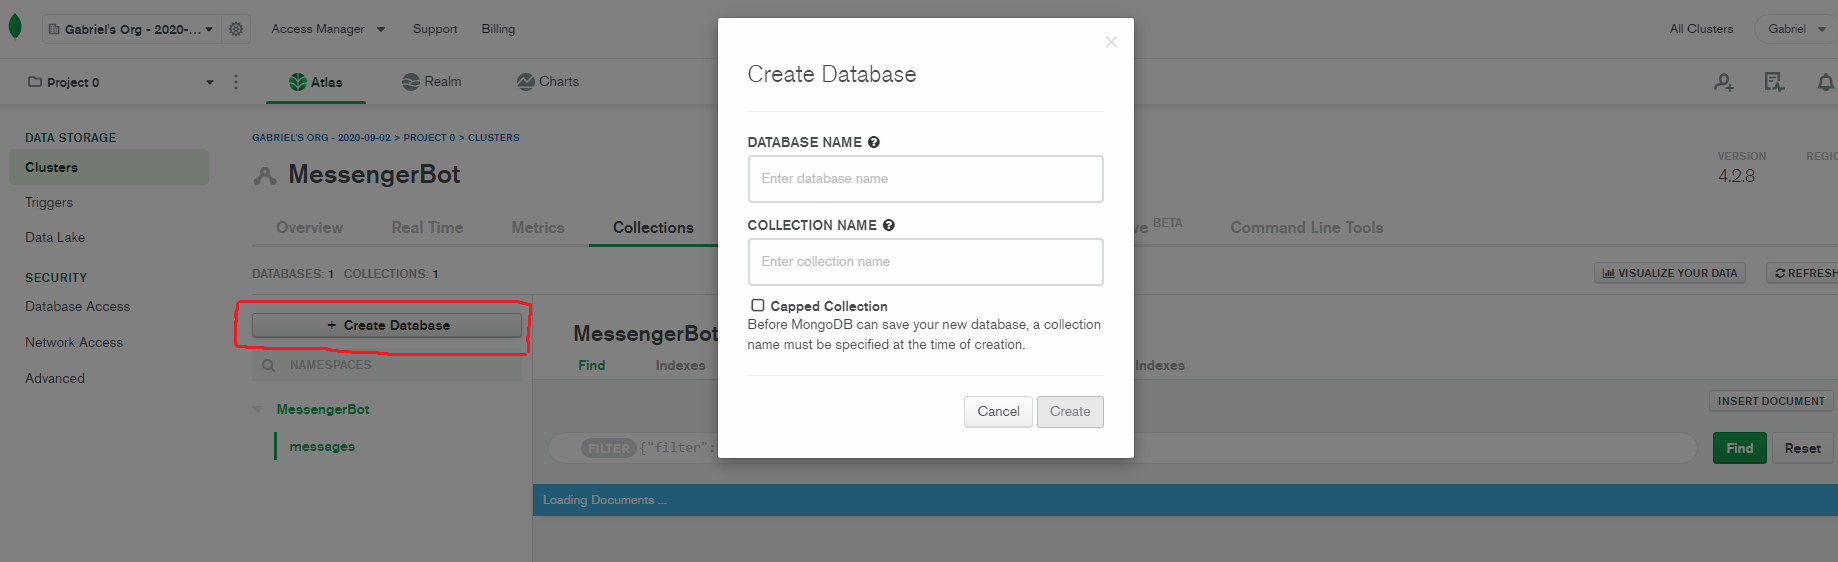 Gabriel's Org - 2020-...
Access Manager
Support
Billing
All Clusters
Gabriel
Project 0
Atlas
Realm
Charts
DATA STORAGE
Clusters
Triggers
Data Lake
SECURITY
Database Access
Network Access
Advanced
GABRIEL'S ORG - 2020-09-02 > PROJECT 0 > CLUSTERS
MessengerBot
VERSION
4.2.8
REGIO
Overview
Real Time
Metrics
Collections
ve BETA
Command Line Tools
DATABASES: 1 COLLECTIONS: 1
VISUALIZE YOUR DATA
REFRESH
+ Create Database
NAMESPACES
MessengerBot
messages
MessengerBot
Find
Indexes
Indexes
INSERT DOCUMENT
FILTER {"filter":
Find
Reset
Loading Documents ...
Create Database
DATABASE NAME
Enter database name
COLLECTION NAME
Enter collection name
Capped Collection
Before MongoDB can save your new database, a collection
name must be specified at the time of creation.
Cancel
Create